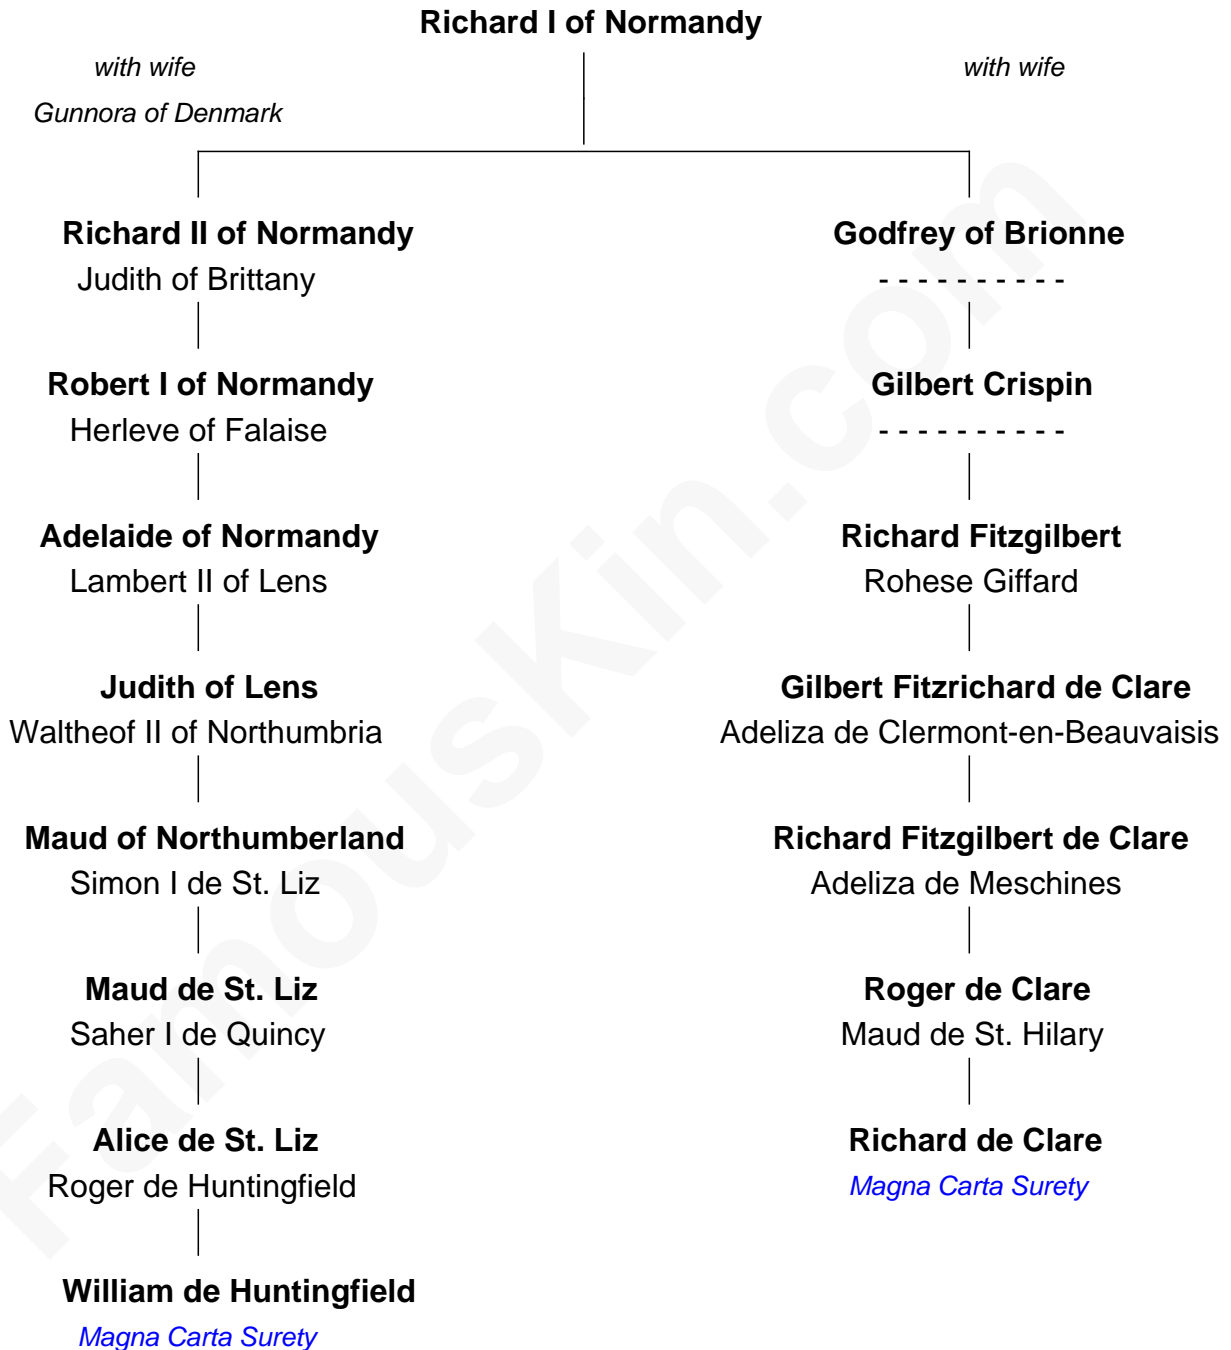 Richard I of Normandy
with wife
Gunnora of Denmark
with wife
Richard II of Normandy
Judith of Brittany
Godfrey of Brionne
- - - - - - - - - -
Robert I of Normandy
Herleve of Falaise
Gilbert Crispin
- - - - - - - - - -
Adelaide of Normandy
Lambert II of Lens
Richard Fitzgilbert
Rohese Giffard
Judith of Lens
Waltheof II of Northumbria
Gilbert Fitzrichard de Clare
Adeliza de Clermont-en-Beauvaisis
Maud of Northumberland
Simon I de St. Liz
Richard Fitzgilbert de Clare
Adeliza de Meschines
Maud de St. Liz
Saher I de Quincy
Roger de Clare
Maud de St. Hilary
Alice de St. Liz
Roger de Huntingfield
Richard de Clare
Magna Carta Surety
William de Huntingfield
Magna Carta Surety
FamousKin.com